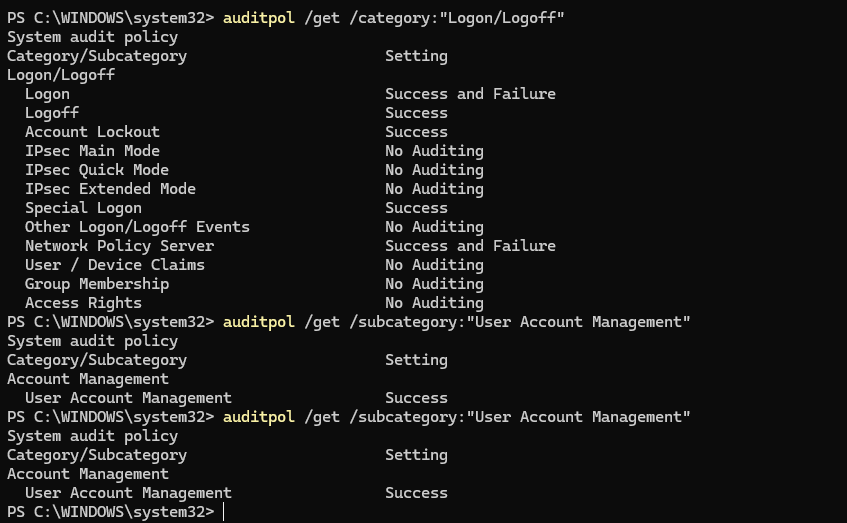 PS C:\WINDOWS\system32> auditpol /get /category:"Logon/Logoff"
System audit policy
Category/Subcategory                      Setting
Logon/Logoff
  Logon                                   Success and Failure
  Logoff                                  Success
  Account Lockout                         Success
  IPsec Main Mode                         No Auditing
  IPsec Quick Mode                        No Auditing
  IPsec Extended Mode                     No Auditing
  Special Logon                           Success
  Other Logon/Logoff Events               No Auditing
  Network Policy Server                   Success and Failure
  User / Device Claims                    No Auditing
  Group Membership                        No Auditing
  Access Rights                           No Auditing
PS C:\WINDOWS\system32> auditpol /get /subcategory:"User Account Management"
System audit policy
Category/Subcategory                      Setting
Account Management
  User Account Management                 Success
PS C:\WINDOWS\system32> auditpol /get /subcategory:"User Account Management"
System audit policy
Category/Subcategory                      Setting
Account Management
  User Account Management                 Success
PS C:\WINDOWS\system32>